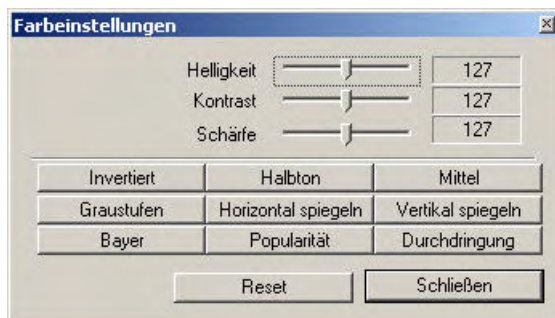 Farbeinstellungen
Helligkeit 127
Kontrast 127
Schärfe 127
Invertiert Halbton Mittel
Graustufen Horizontal spiegeln Vertikal spiegeln
Bayer Popularität Durchdringung
Reset Schließen